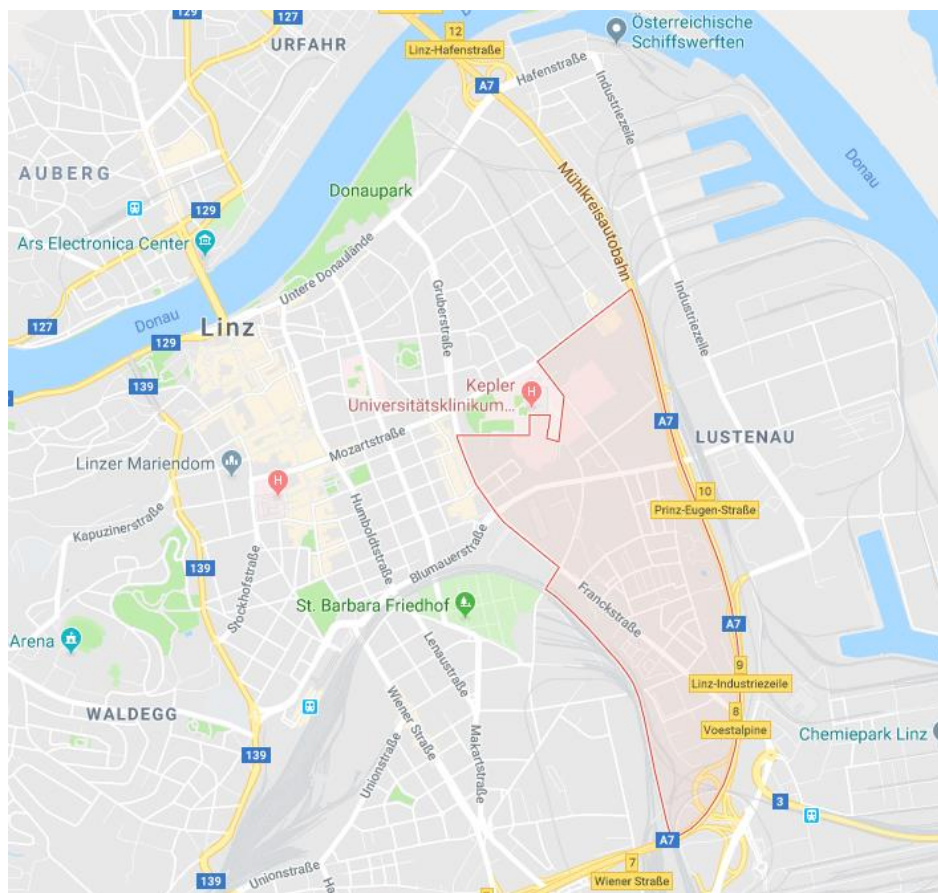 129
127
URFAHR
12
Linz-Hafenstraße
Österreichische
Schiffswerften
A7
Hafenstraße
Industriezeile
AUBERG
Donaupark
Donau
129
129
Ars Electronica Center
Mühlkreisautobahn
Untere Donaulände
Gruberstraße
Industriezeile
Donau
127
Linz
129
139
Kepler
Universitätsklinikum...
H
A7
LUSTENAU
Mozartstraße
Linzer Mariendom
H
10
Prinz-Eugen-Straße
Kapuzinerstraße
Humboldtstraße
Blumauerstraße
139
Stockhofstraße
St. Barbara Friedhof
Franckstraße
A7
Arena
Lenaustraße
9
Linz-Industriezeile
WALDEGG
Wiener Straße
8
Voestalpine
Makartstraße
Chemiepark Linz
139
Unionstraße
3
A7
7
Wiener Straße
Unionstraße
139